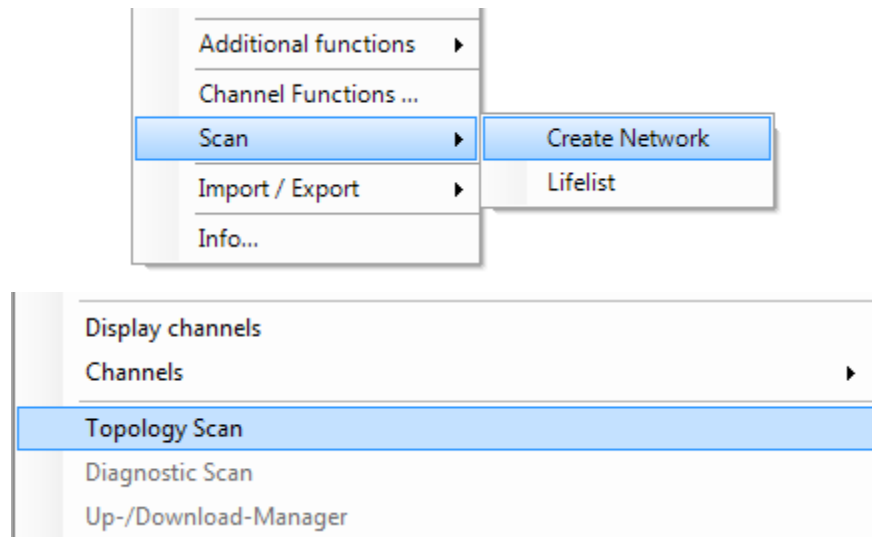 Additional functions
Channel Functions ...
Scan
Create Network
Lifelist
Import / Export
Info...
Display channels
Channels
Topology Scan
Diagnostic Scan
Up-/Download-Manager